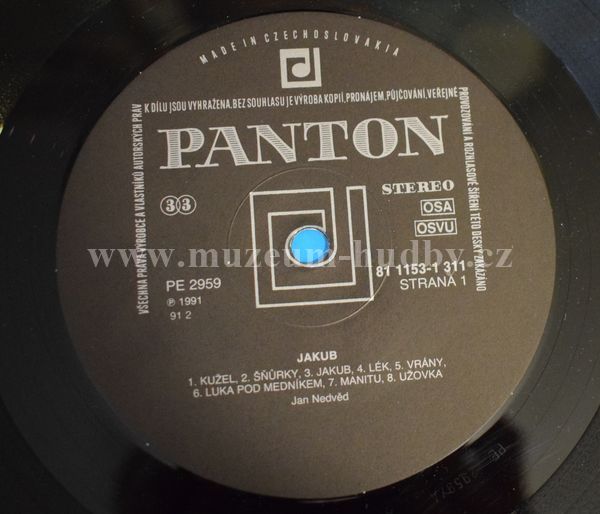 MADE IN CZECHOSLOVAKIA
VŠECHNA PRÁVA VÝROBCE A VLASTNÍKŮ AUTORSKÝCH PRÁV
K DÍLU JSOU VYHRAŽENA. BEZ SOUHLASU JE VÝROBA KOPIÍ, PRONÁJEM, PŮJČOVÁNÍ, VEŘEJNÉ
PROVOZOVÁNÍ A ROZHLASOVÉ ŠÍŘENÍ TÉTO DESKY ZAKÁZÁNO
PANTON
33
STEREO
OSA
OSVU
www.muzeum-hudby.cz
PE 2959
81 1153-1 311
℗ 1991
STRANA 1
91 2
JAKUB
1. KUŽEL, 2. ŠŇŮRKY, 3. JAKUB, 4. LÉK, 5. VRÁNY,
6. LUKA POD MEDNÍKEM, 7. MANITU, 8. UŽOVKA
Jan Nedvěd